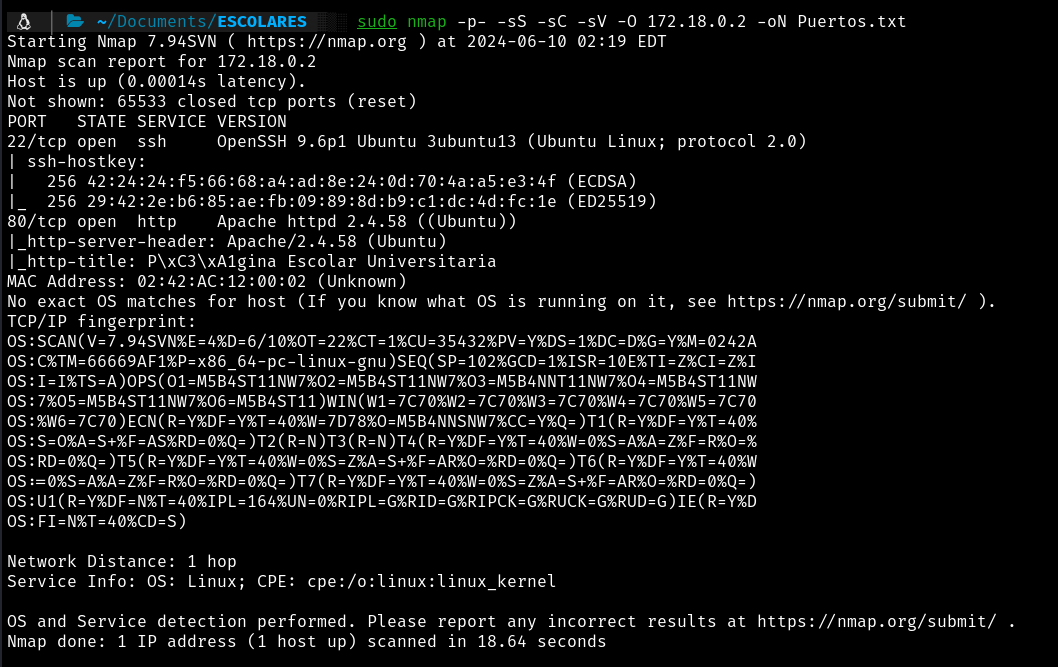 ~/Documents/ESCOLARES sudo nmap -p- -sS -sC -sV -O 172.18.0.2 -oN Puertos.txt
Starting Nmap 7.94SVN ( https://nmap.org ) at 2024-06-10 02:19 EDT
Nmap scan report for 172.18.0.2
Host is up (0.00014s latency).
Not shown: 65533 closed tcp ports (reset)
PORT   STATE SERVICE VERSION
22/tcp open  ssh     OpenSSH 9.6p1 Ubuntu 3ubuntu13 (Ubuntu Linux; protocol 2.0)
| ssh-hostkey:
|   256 42:24:24:f5:66:68:a4:ad:8e:24:0d:70:4a:a5:e3:4f (ECDSA)
|_  256 29:42:2e:b6:85:ae:fb:09:89:8d:b9:c1:dc:4d:fc:1e (ED25519)
80/tcp open  http    Apache httpd 2.4.58 ((Ubuntu))
|_http-server-header: Apache/2.4.58 (Ubuntu)
|_http-title: P\xC3\xA1gina Escolar Universitaria
MAC Address: 02:42:AC:12:00:02 (Unknown)
No exact OS matches for host (If you know what OS is running on it, see https://nmap.org/submit/ ).
TCP/IP fingerprint:
OS:SCAN(V=7.94SVN%E=4%D=6/10%OT=22%CT=1%CU=35432%PV=Y%DS=1%DC=D%G=Y%M=0242A
OS:C%TM=66669AF1%P=x86_64-pc-linux-gnu)SEQ(SP=102%GCD=1%ISR=10E%TI=Z%CI=Z%I
OS:I=I%TS=A)OPS(O1=M5B4ST11NW7%O2=M5B4ST11NW7%O3=M5B4NNT11NW7%O4=M5B4ST11NW
OS:7%O5=M5B4ST11NW7%O6=M5B4ST11)WIN(W1=7C70%W2=7C70%W3=7C70%W4=7C70%W5=7C70
OS:%W6=7C70)ECN(R=Y%DF=Y%T=40%W=7D78%O=M5B4NNSNW7%CC=Y%Q=)T1(R=Y%DF=Y%T=40%
OS:S=O%A=S+%F=AS%RD=0%Q=)T2(R=N)T3(R=N)T4(R=Y%DF=Y%T=40%W=0%S=A%A=Z%F=R%O=%
OS:RD=0%Q=)T5(R=Y%DF=Y%T=40%W=0%S=Z%A=S+%F=AR%O=%RD=0%Q=)T6(R=Y%DF=Y%T=40%W
OS:=0%S=A%A=Z%F=R%O=%RD=0%Q=)T7(R=Y%DF=Y%T=40%W=0%S=Z%A=S+%F=AR%O=%RD=0%Q=)
OS:U1(R=Y%DF=N%T=40%IPL=164%UN=0%RIPL=G%RID=G%RIPCK=G%RUCK=G%RUD=G)IE(R=Y%D
OS:FI=N%T=40%CD=S)
Network Distance: 1 hop
Service Info: OS: Linux; CPE: cpe:/o:linux:linux_kernel
OS and Service detection performed. Please report any incorrect results at https://nmap.org/submit/ .
Nmap done: 1 IP address (1 host up) scanned in 18.64 seconds